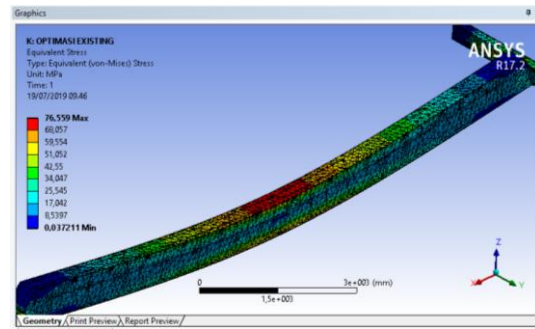 Graphics
K: OPTIMASI EXISTING
Equivalent Stress
Type: Equivalent (von-Mises) Stress
Unit: MPa
Time: 1
19/07/2019 09.46
76,559 Max
68,057
59,554
51,052
42,55
34,047
25,545
17,042
8,5397
0,037211 Min
ANSYS
R17.2
0
3e+003 (mm)
1,5e+003
Z
X
Y
Geometry / Print Preview / Report Preview /